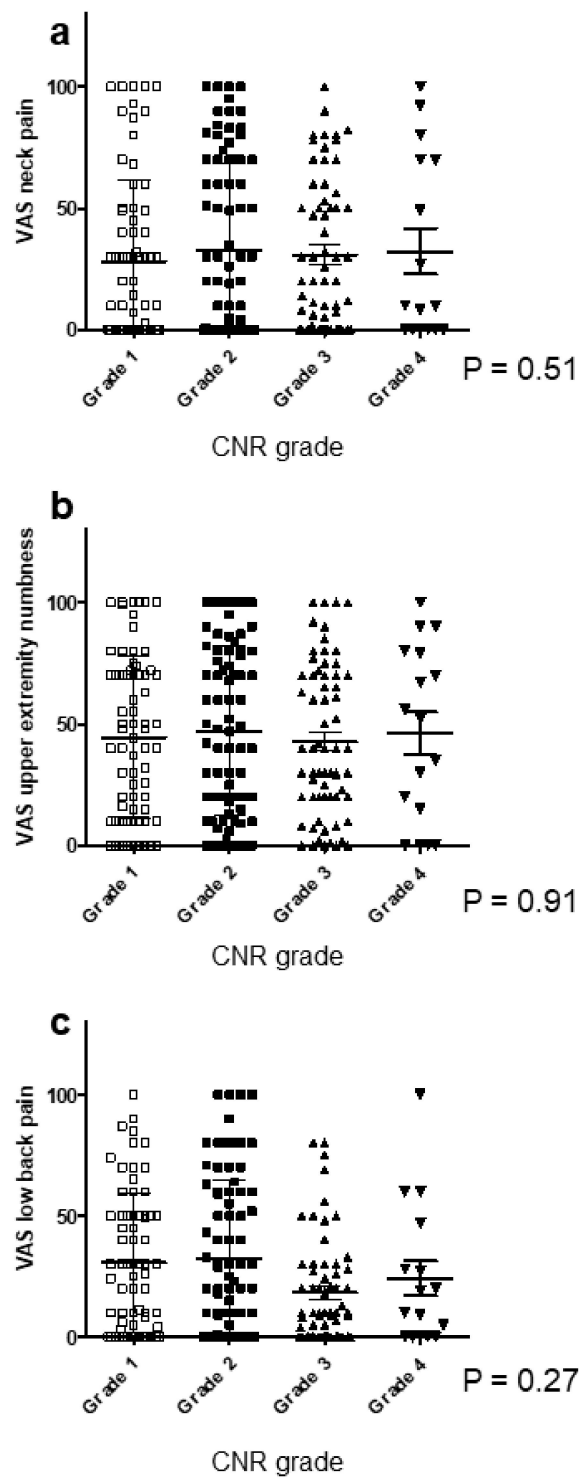 a
VAS neck pain
100
50
0
Grade 1
Grade 2
Grade 3
Grade 4
P = 0.51
CNR grade
b
VAS upper extremity numbness
100
50
0
Grade 1
Grade 2
Grade 3
Grade 4
P = 0.91
CNR grade
c
VAS low back pain
100
50
0
Grade 1
Grade 2
Grade 3
Grade 4
P = 0.27
CNR grade